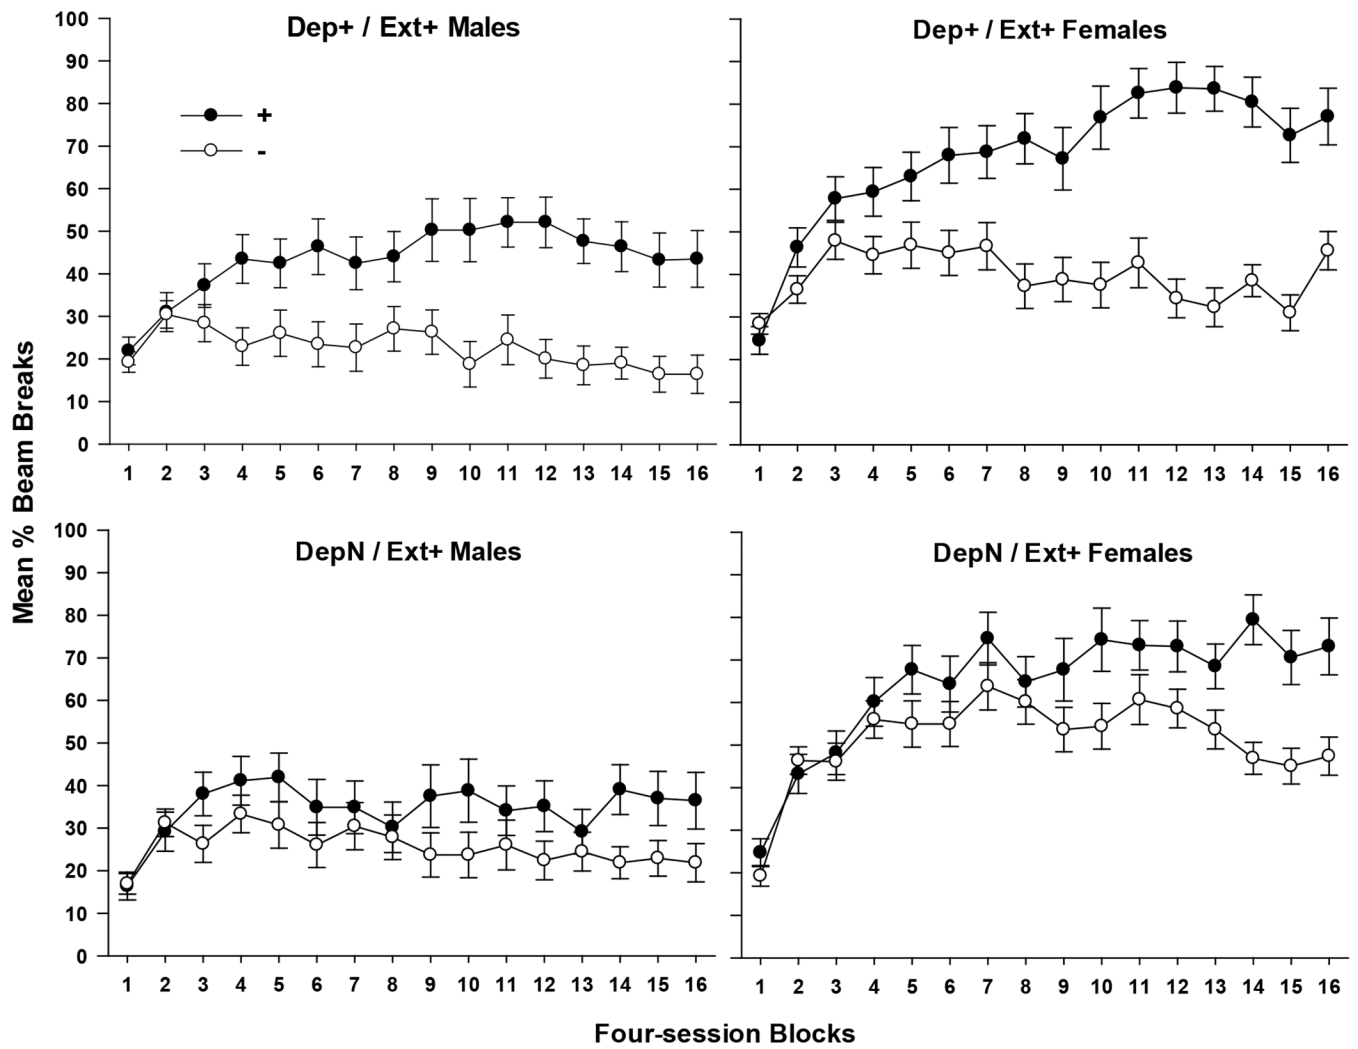 Dep+ / Ext+ Males
100
90
80
70
60
50
40
30
20
10
0
+
-
1 2 3 4 5 6 7 8 9 10 11 12 13 14 15 16
Dep+ / Ext+ Females
1 2 3 4 5 6 7 8 9 10 11 12 13 14 15 16
Mean % Beam Breaks
DepN / Ext+ Males
100
90
80
70
60
50
40
30
20
10
0
1 2 3 4 5 6 7 8 9 10 11 12 13 14 15 16
DepN / Ext+ Females
1 2 3 4 5 6 7 8 9 10 11 12 13 14 15 16
Four-session Blocks